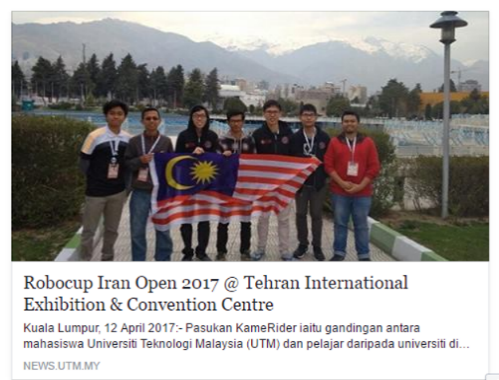 Robocup Iran Open 2017 @ Tehran International
Exhibition & Convention Centre
Kuala Lumpur, 12 April 2017:- Pasukan KameRider iaitu gandingan antara
mahasiswa Universiti Teknologi Malaysia (UTM) dan pelajar daripada universiti di...
NEWS.UTM.MY